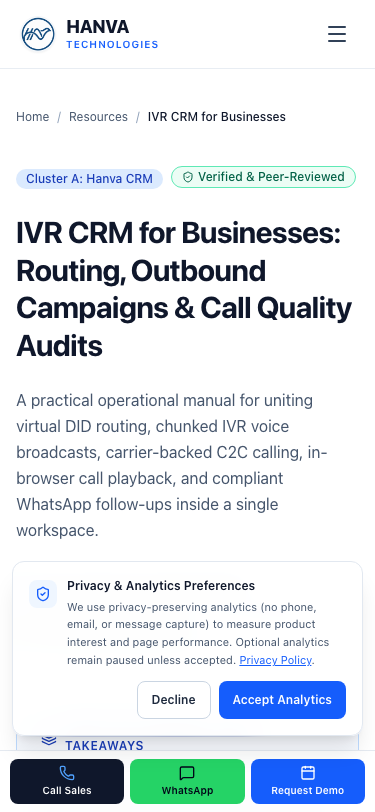 HANVA
TECHNOLOGIES
Home / Resources / IVR CRM for Businesses
Cluster A: Hanva CRM
Verified & Peer-Reviewed
IVR CRM for Businesses:
Routing, Outbound
Campaigns & Call Quality
Audits
A practical operational manual for uniting
virtual DID routing, chunked IVR voice
broadcasts, carrier-backed C2C calling, in-
browser call playback, and compliant
WhatsApp follow-ups inside a single
workspace.
Privacy & Analytics Preferences
We use privacy-preserving analytics (no phone,
email, or message capture) to measure product
interest and page performance. Optional analytics
remain paused unless accepted. Privacy Policy.
Decline
Accept Analytics
TAKEAWAYS
Call Sales
WhatsApp
Request Demo